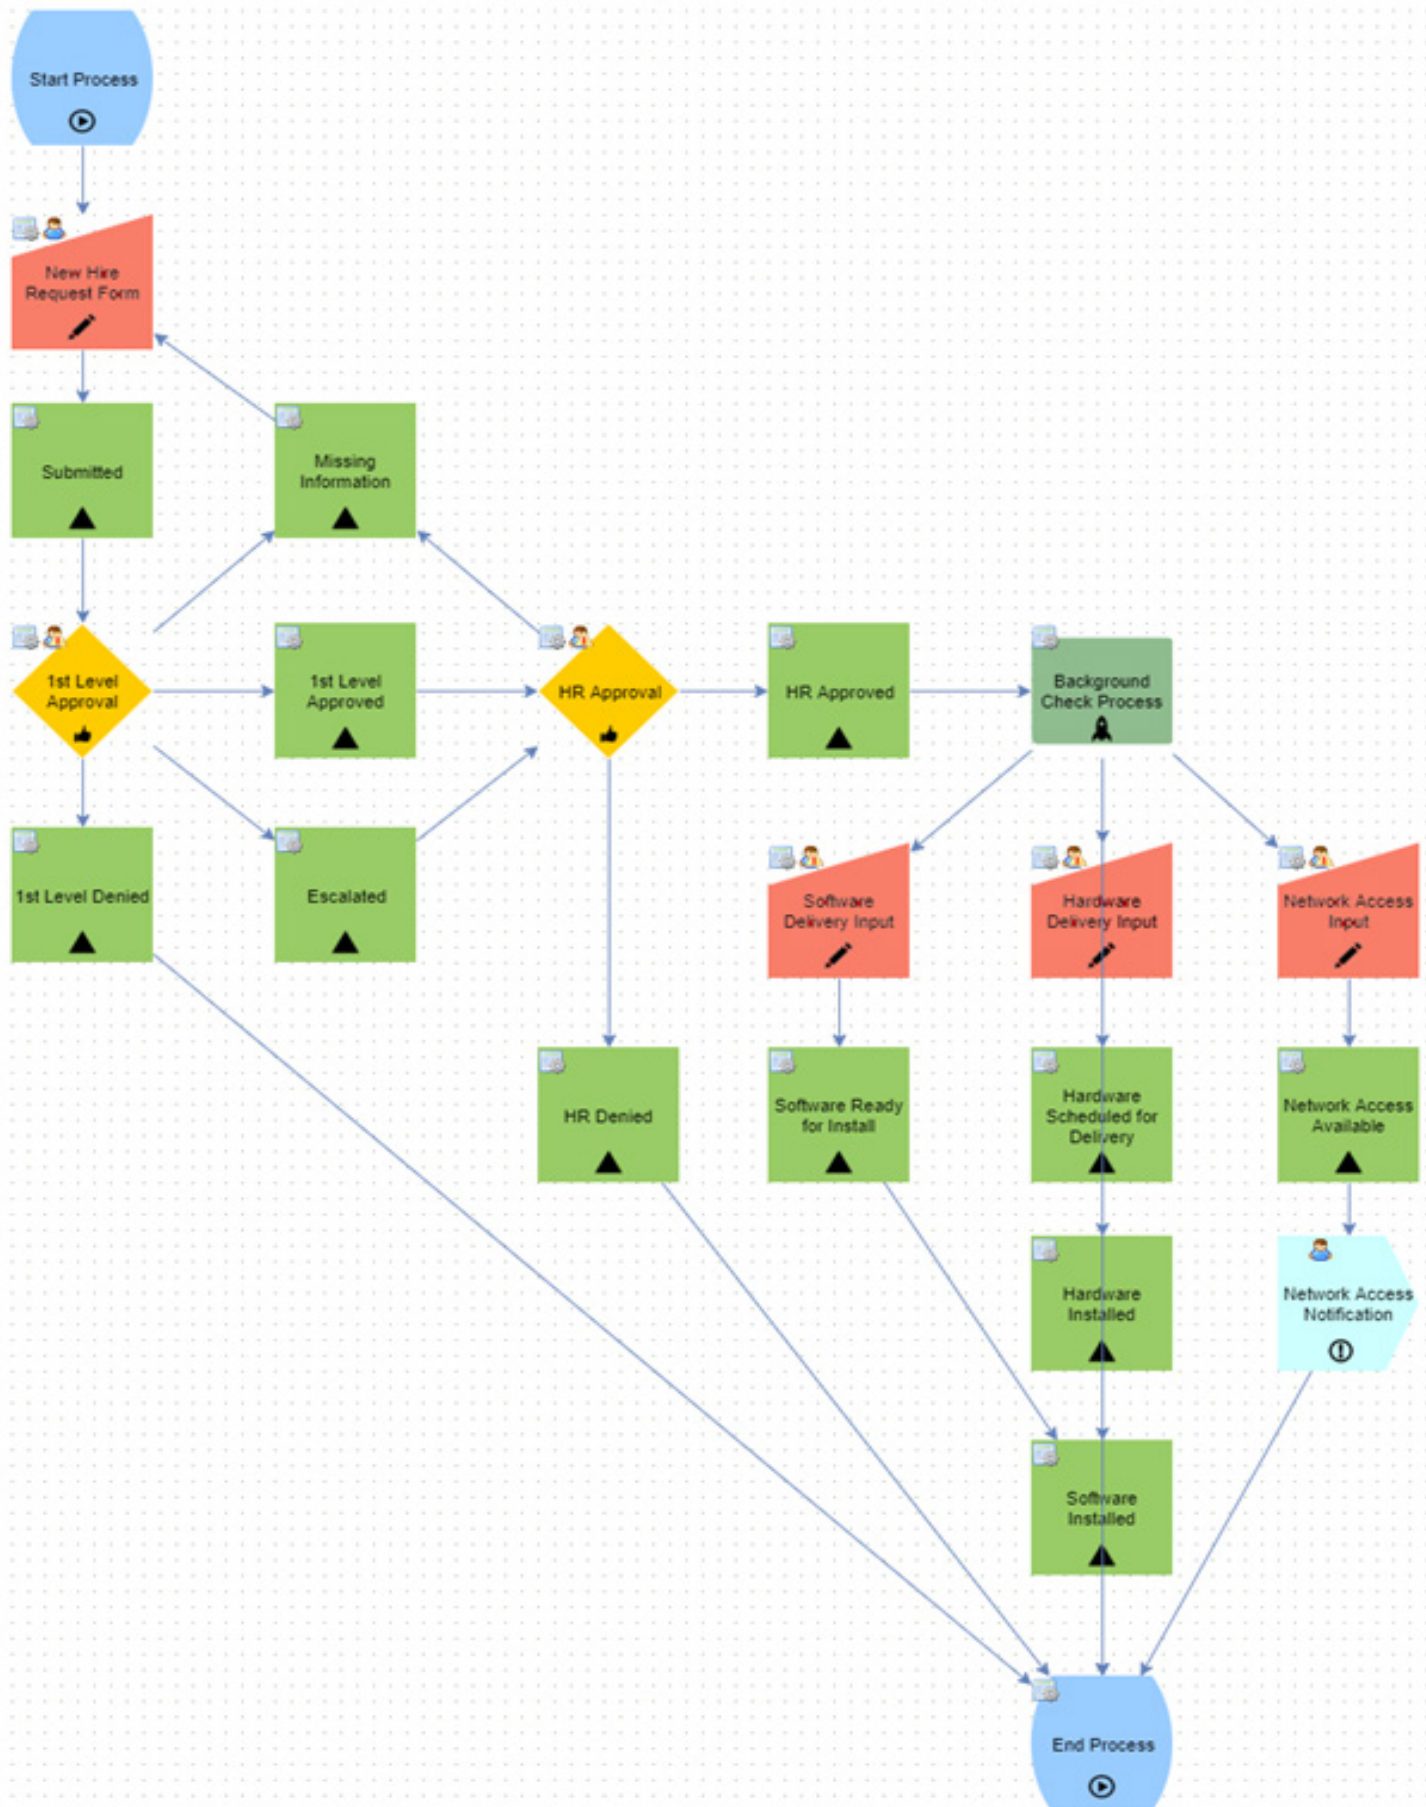 Start Process
New Hire
Request Form
Submitted
Missing
Information
1st Level
Approval
1st Level
Approved
HR Approval
HR Approved
Background
Check Process
1st Level Denied
Escalated
Software
Delivery Input
Hardware
Delivery Input
Network Access
Input
HR Denied
Software Ready
for Install
Hardware
Scheduled for
Delivery
Network Access
Available
Hardware
Installed
Network Access
Notification
Software
Installed
End Process